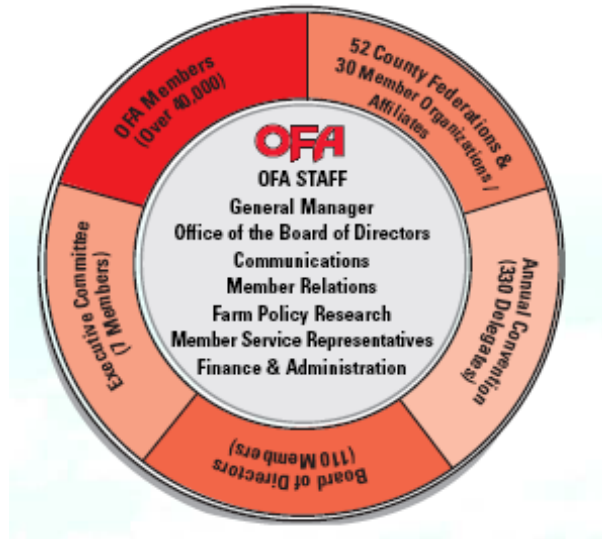 OFA Members
(Over 40,000)
52 County Federations &
30 Member Organizations /
Affiliates
Annual Convention
(330 Delegates)
Board of Directors
(110 Members)
Executive Committee
(7 Members)
OFA
OFA STAFF
General Manager
Office of the Board of Directors
Communications
Member Relations
Farm Policy Research
Member Service Representatives
Finance & Administration